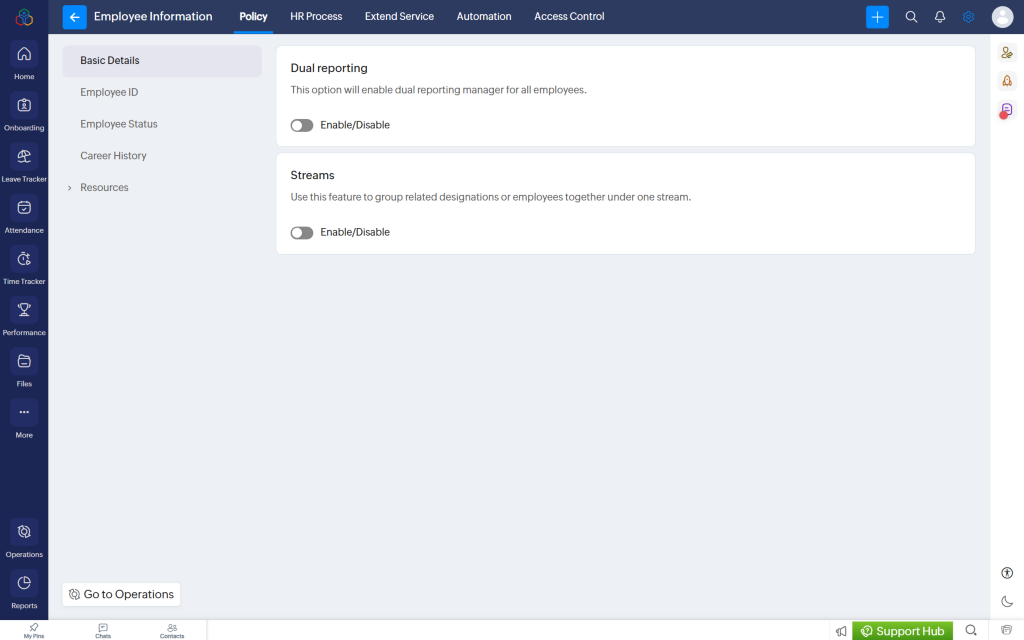 Employee Information
Policy
HR Process
Extend Service
Automation
Access Control
Home
Onboarding
Leave Tracker
Attendance
Time Tracker
Performance
Files
More
Operations
Reports
Basic Details
Employee ID
Employee Status
Career History
Resources
Dual reporting
This option will enable dual reporting manager for all employees.
Enable/Disable
Streams
Use this feature to group related designations or employees together under one stream.
Enable/Disable
Go to Operations
My Pins
Chats
Contacts
Support Hub